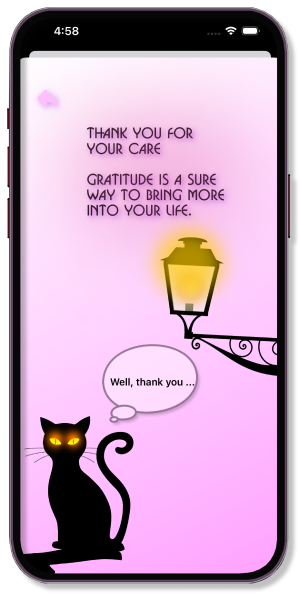 4:58
THANK YOU FOR
YOUR CARE
GRATITUDE IS A SURE
WAY TO BRING MORE
INTO YOUR LIFE.
Well, thank you ...